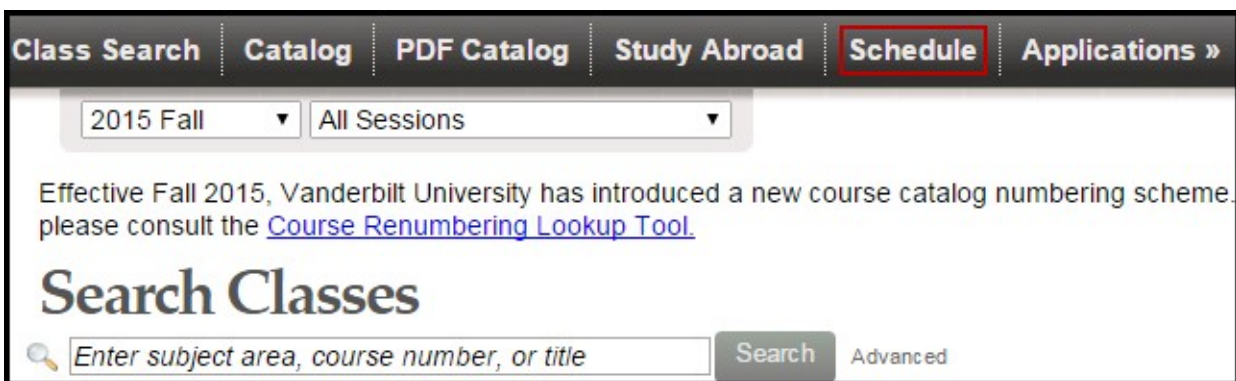 Class Search Catalog PDF Catalog Study Abroad Schedule Applications »
2015 Fall All Sessions
Effective Fall 2015, Vanderbilt University has introduced a new course catalog numbering scheme.
please consult the Course Renumbering Lookup Tool.
Search Classes
Enter subject area, course number, or title Search Advanced